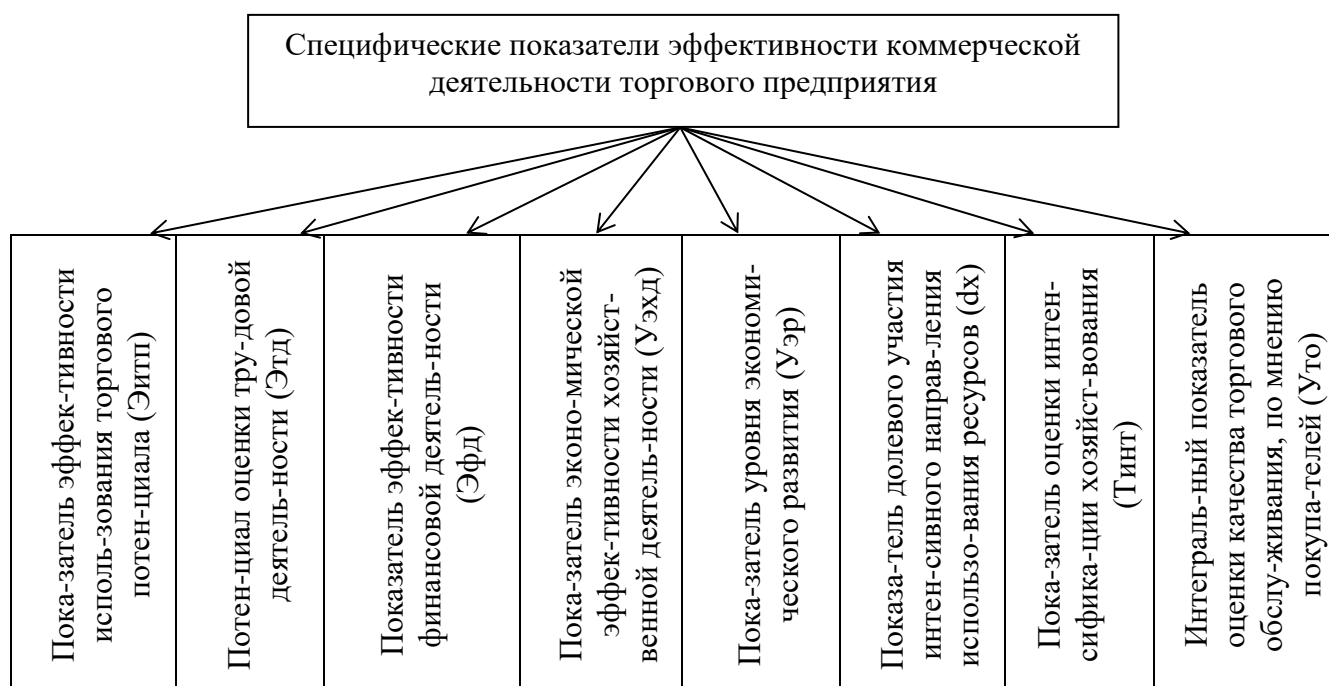 Специфические показатели эффективности коммерческой
деятельности торгового предприятия
Пока-затель эффек-тивности
исполь-зования торгового
потен-циала (Эитп)
Потен-циал оценки тру-довой
деятель-ности (Этд)
Показатель эффек-тивности
финансовой деятель-ности
(Эфд)
Пока-затель эконо-мической
эффек-тивности хозяйст-
венной деятель-ности (Уэхд)
Пока-затель уровня экономи-
ческого развития (Уэр)
Показа-тель долевого участия
интен-сивного направ-ления
использо-вания ресурсов (dx)
Пока-затель оценки интен-
сифика-ции хозяйст-вования
(Тинт)
Интеграль-ный показатель
оценки качества торгового
обслу-живания, по мнению
покупа-телей (Уто)